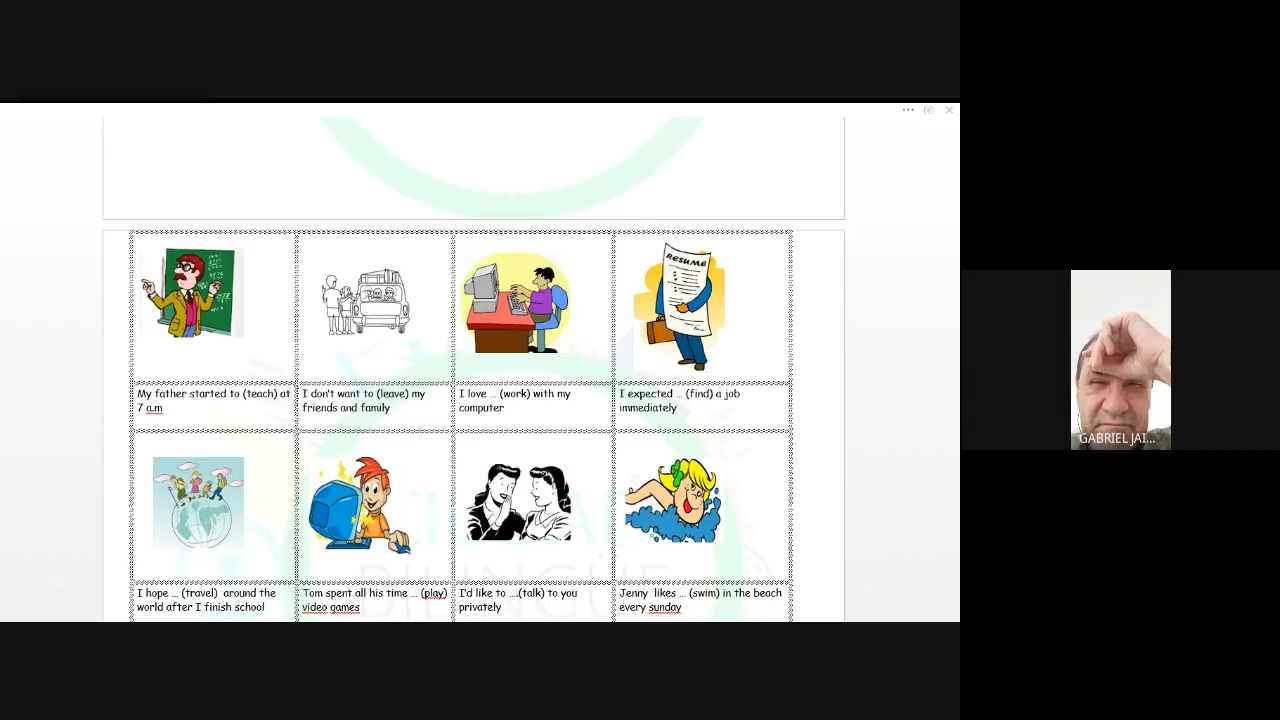 RESUME
My father started to (teach) at
7 a.m
I don't want to (leave) my
friends and family
I love ... (work) with my
computer
I expected ... (find) a job
immediately
I hope ... (travel) around the
world after I finish school
Tom spent all his time ... (play)
video games
I'd like to ....(talk) to you
privately
Jenny likes ... (swim) in the beach
every sunday
BILINGUE
GABRIEL JAI...